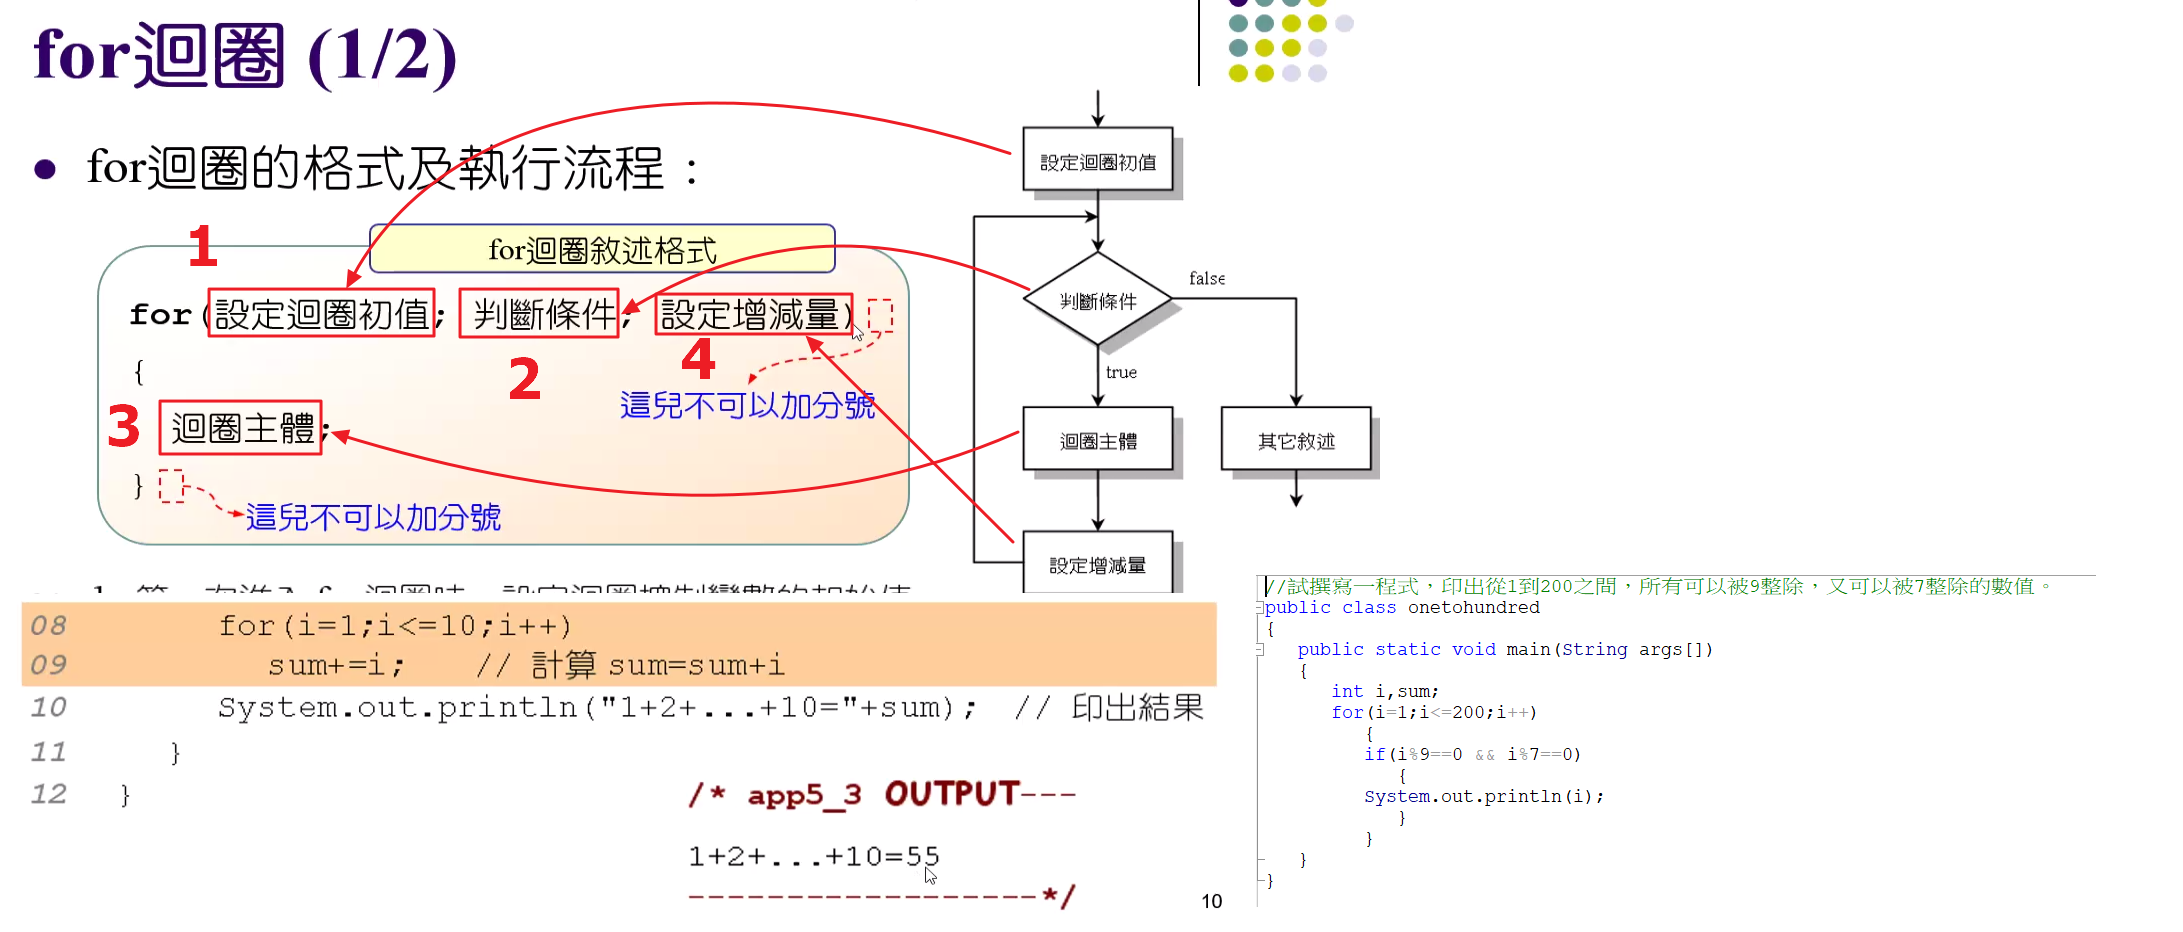 for迴圈 (1/2)
for迴圈的格式及執行流程：
1
for迴圈敘述格式
for(設定迴圈初值; 判斷條件; 設定增減量)
2
4
{
這兒不可以加分號
3
迴圈主體;
}
這兒不可以加分號
設定迴圈初值
判斷條件
false
true
迴圈主體
其它敘述
設定增減量
08 for(i=1;i<=10;i++)
09 sum+=i; // 計算 sum=sum+i
10 System.out.println("1+2+...+10="+sum); // 印出結果
11 }
12 }
/* app5_3 OUTPUT---
1+2+...+10=55
------------------*/
10
//試撰寫一程式，印出從1到200之間，所有可以被9整除，又可以被7整除的數值。
public class onetohundred
{
public static void main(String args[])
{
int i,sum;
for(i=1;i<=200;i++)
{
if(i%9==0 && i%7==0)
{
System.out.println(i);
}
}
}
}